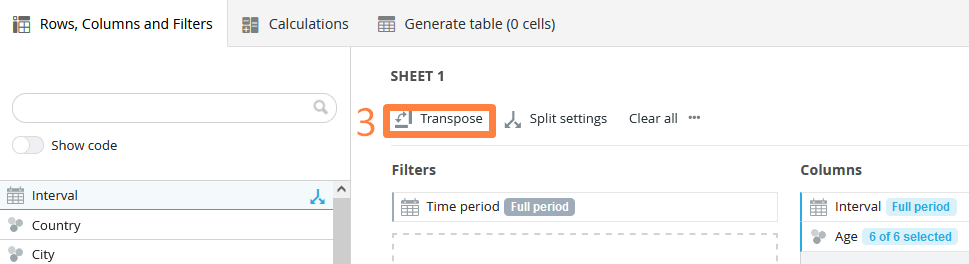 Rows, Columns and Filters
Calculations
Generate table (0 cells)
SHEET 1
3
Transpose
Split settings
Clear all
Show code
Filters
Columns
Interval
Time period Full period
Interval Full period
Country
Age 6 of 6 selected
City